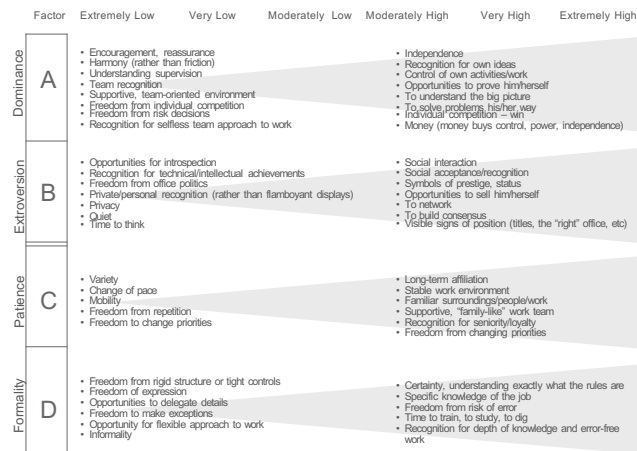 Factor Extremely Low Very Low Moderately Low Moderately High Very High Extremely High
Dominance
A
• Encouragement, reassurance
• Harmony (rather than friction)
• Understanding supervision
• Team recognition
• Supportive, team-oriented environment
• Freedom from individual competition
• Freedom from risk decisions
• Recognition for selfless team approach to work
• Independence
• Recognition for own ideas
• Control of own activities/work
• Opportunities to prove him/herself
• To understand the big picture
• To solve problems his/her way
• Individual competition – win
• Money (money buys control, power, independence)
Extroversion
B
• Opportunities for introspection
• Recognition for technical/intellectual achievements
• Freedom from office politics
• Private/personal recognition (rather than flamboyant displays)
• Privacy
• Quiet
• Time to think
• Social interaction
• Social acceptance/recognition
• Symbols of prestige, status
• Opportunities to sell him/herself
• To network
• To build consensus
• Visible signs of position (titles, the “right” office, etc)
Patience
C
• Variety
• Change of pace
• Mobility
• Freedom from repetition
• Freedom to change priorities
• Long-term affiliation
• Stable work environment
• Familiar surroundings/people/work
• Supportive, “family-like” work team
• Recognition for seniority/loyalty
• Freedom from changing priorities
Formality
D
• Freedom from rigid structure or tight controls
• Freedom of expression
• Opportunities to delegate details
• Freedom to make exceptions
• Opportunity for flexible approach to work
• Informality
• Certainty, understanding exactly what the rules are
• Specific knowledge of the job
• Freedom from risk of error
• Time to train, to study, to dig
• Recognition for depth of knowledge and error-free
work